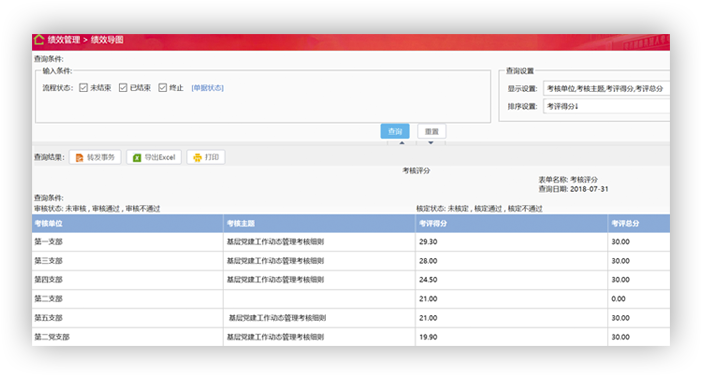 绩效管理 > 绩效导图
查询条件:
输入条件:
流程状态: 未结束 已结束 终止 [单据状态]
查询设置
显示设置: 考核单位,考核主题,考评得分,考评总分
排序设置: 考评得分↓
查询 重置
查询结果: 转发事务 导出Excel 打印
考核评分
表单名称: 考核评分
查询日期: 2018-07-31
查询条件:
审核状态: 未审核 , 审核通过 , 审核不通过 核定状态: 未核定 , 核定通过 , 核定不通过
考核单位 考核主题 考评得分 考评总分
第一支部 基层党建工作动态管理考核细则 29.30 30.00
第三支部 基层党建工作动态管理考核细则 28.00 30.00
第四支部 基层党建工作动态管理考核细则 24.50 30.00
第二支部 21.00 0.00
第五支部 基层党建工作动态管理考核细则 21.00 30.00
第二党支部 基层党建工作动态管理考核细则 19.90 30.00